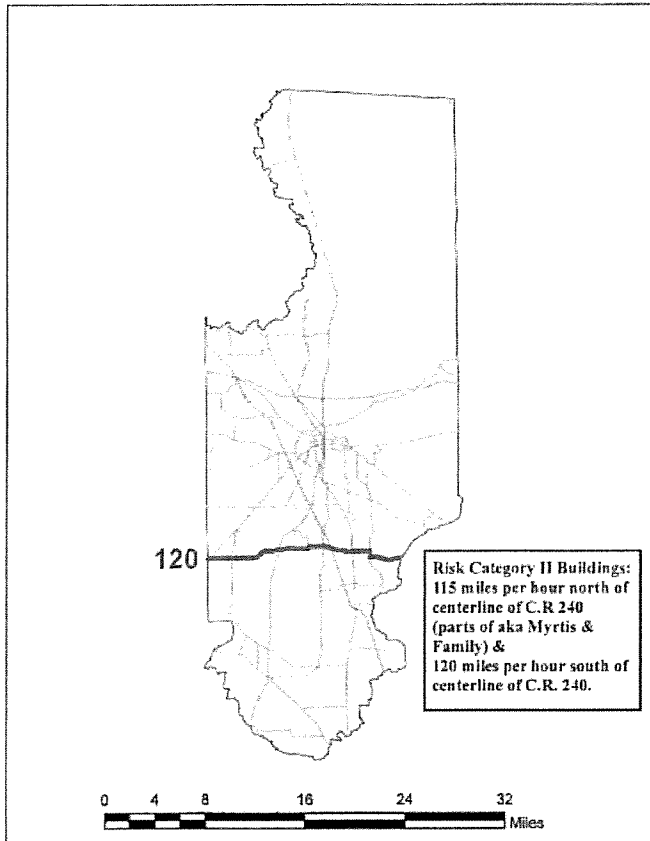 120
Risk Category II Buildings:
115 miles per hour north of
centerline of C.R 240
(parts of aka Myrtis &
Family) &
120 miles per hour south of
centerline of C.R. 240.
0 4 8 16 24 32
Miles